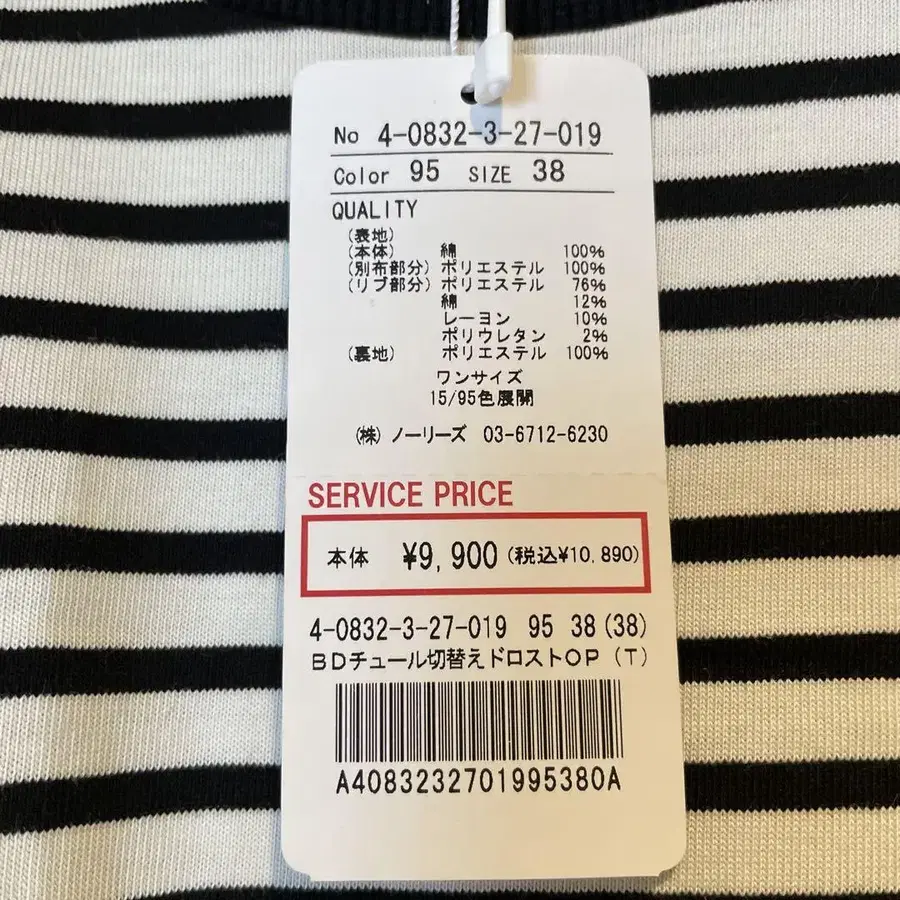 No 4-0832-3-27-019
Color 95 SIZE 38
QUALITY
(表地)
(本体) 綿 100%
(別布部分) ポリエステル 100%
(リブ部分) ポリエステル 76%
綿 12%
レーヨン 10%
ポリウレタン 2%
(裏地) ポリエステル 100%
ワンサイズ
15/95色展開
(株) ノーリーズ 03-6712-6230
SERVICE PRICE
本体 ¥9,900 (税込¥10,890)
4-0832-3-27-019 95 38 (38)
BDチュール切替えドロストOP (T)
A4083232701995380A